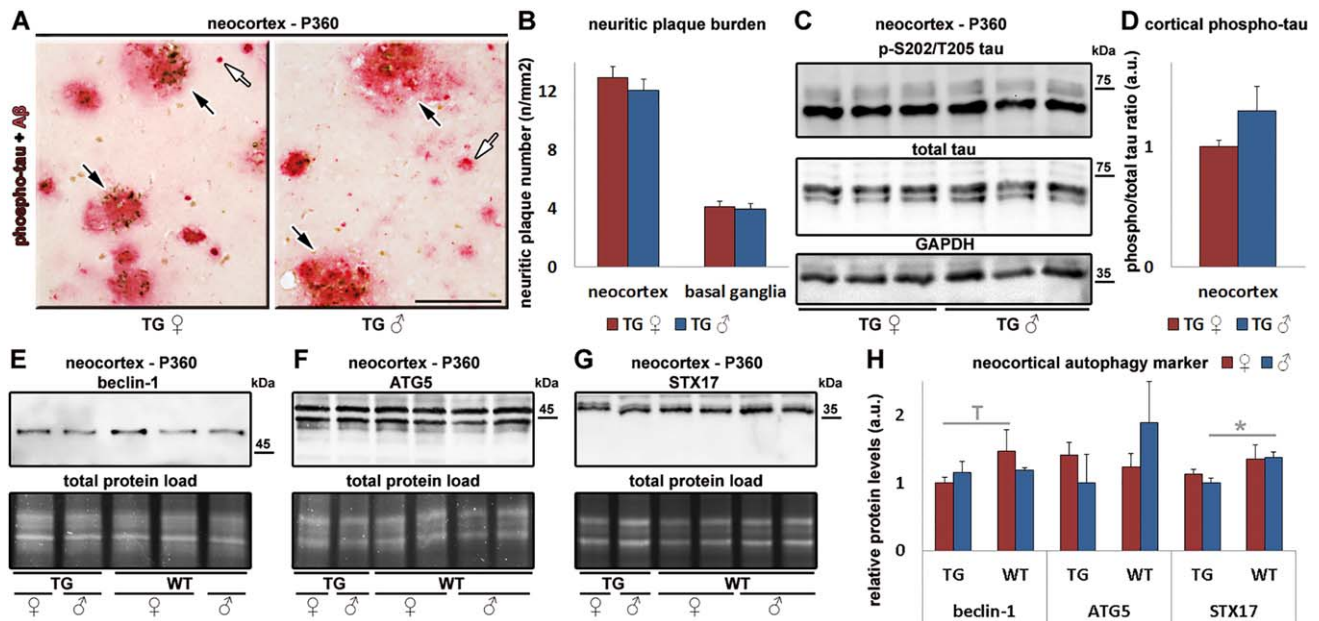 A
neocortex - P360
phospho-tau + Aβ
TG ♀
TG ♂
B
neuritic plaque burden
neuritic plaque number (n/mm2)
12
8
4
0
neocortex
basal ganglia
TG ♀ TG ♂
C
neocortex - P360
p-S202/T205 tau
kDa
75
total tau
75
GAPDH
35
TG ♀
TG ♂
D
cortical phospho-tau
phospho/total tau ratio (a.u.)
1
0
neocortex
TG ♀ TG ♂
E
neocortex - P360
beclin-1
kDa
45
total protein load
TG
WT
♀ ♂ ♀ ♂
F
neocortex - P360
ATG5
kDa
45
total protein load
TG
WT
♀ ♂ ♀ ♂
G
neocortex - P360
STX17
kDa
35
total protein load
TG
WT
♀ ♂ ♀ ♂
H
neocortical autophagy marker ♀ ♂
relative protein levels (a.u.)
2
1
0
T
*
TG WT TG WT TG WT
beclin-1 ATG5 STX17